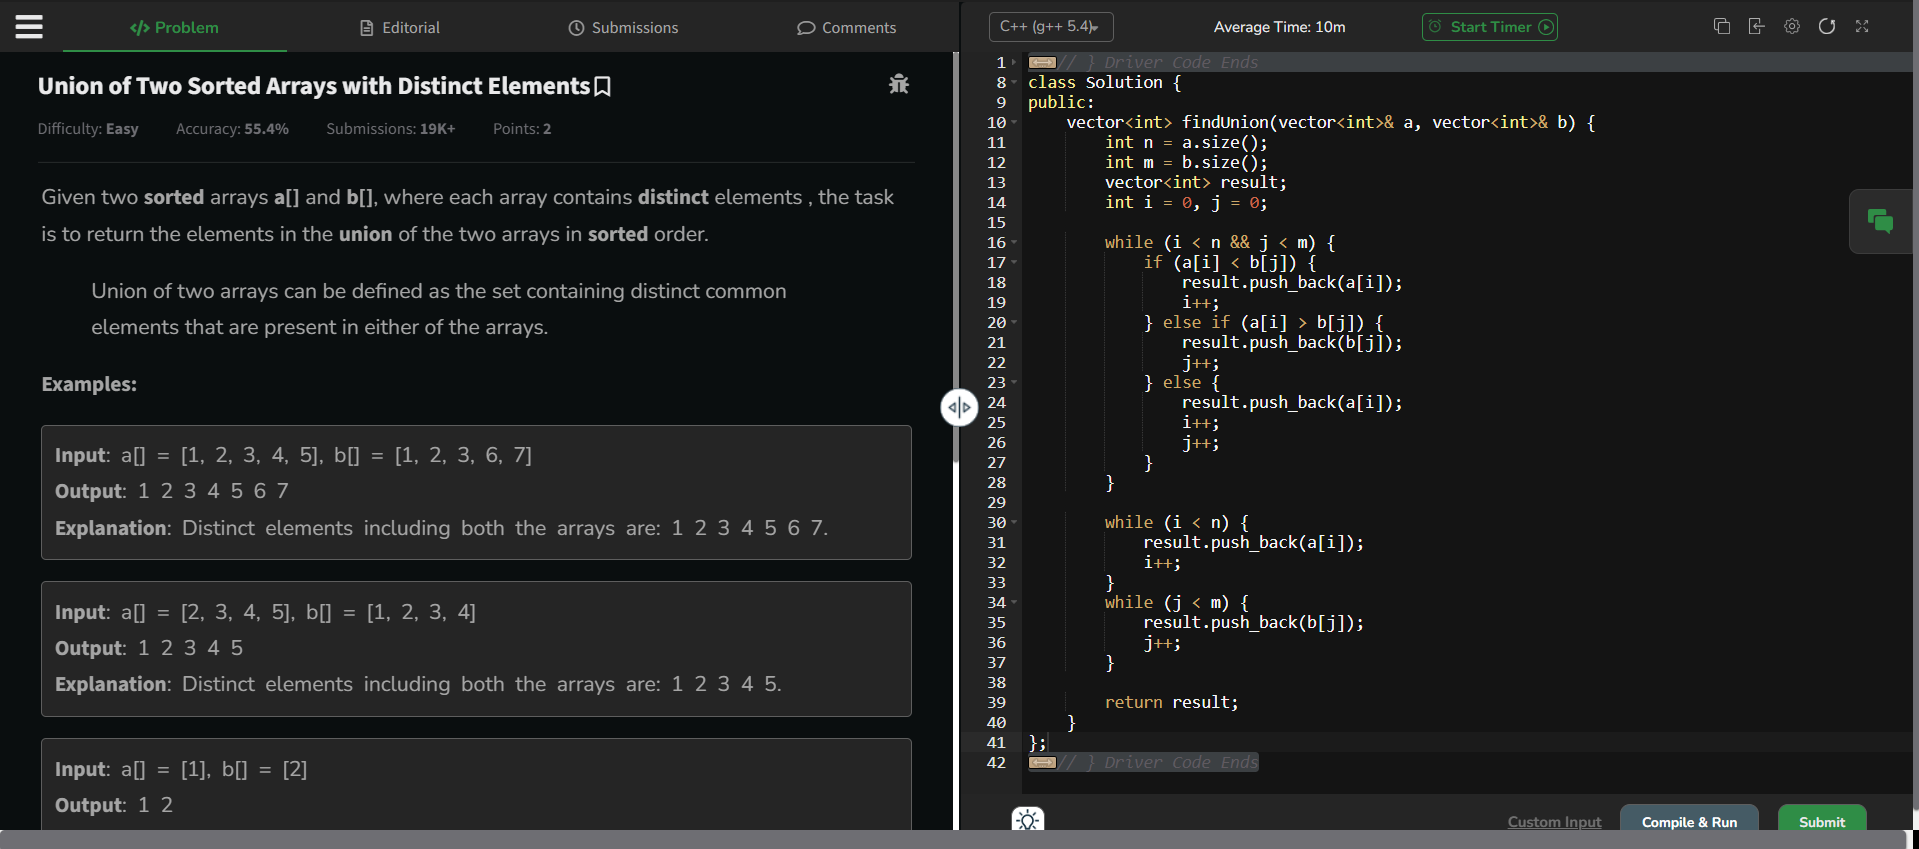 Problem
Editorial
Submissions
Comments
Union of Two Sorted Arrays with Distinct Elements
Difficulty: Easy Accuracy: 55.4% Submissions: 19K+ Points: 2
Given two sorted arrays a[] and b[], where each array contains distinct elements , the task
is to return the elements in the union of the two arrays in sorted order.
Union of two arrays can be defined as the set containing distinct common
elements that are present in either of the arrays.
Examples:
Input: a[] = [1, 2, 3, 4, 5], b[] = [1, 2, 3, 6, 7]
Output: 1 2 3 4 5 6 7
Explanation: Distinct elements including both the arrays are: 1 2 3 4 5 6 7.
Input: a[] = [2, 3, 4, 5], b[] = [1, 2, 3, 4]
Output: 1 2 3 4 5
Explanation: Distinct elements including both the arrays are: 1 2 3 4 5.
Input: a[] = [1], b[] = [2]
Output: 1 2
C++ (g++ 5.4)
Average Time: 10m
Start Timer
1 // } Driver Code Ends
8 class Solution {
9 public:
10 vector<int> findUnion(vector<int>& a, vector<int>& b) {
11 int n = a.size();
12 int m = b.size();
13 vector<int> result;
14 int i = 0, j = 0;
15
16 while (i < n && j < m) {
17 if (a[i] < b[j]) {
18 result.push_back(a[i]);
19 i++;
20 } else if (a[i] > b[j]) {
21 result.push_back(b[j]);
22 j++;
23 } else {
24 result.push_back(a[i]);
25 i++;
26 j++;
27 }
28 }
29
30 while (i < n) {
31 result.push_back(a[i]);
32 i++;
33 }
34 while (j < m) {
35 result.push_back(b[j]);
36 j++;
37 }
38
39 return result;
40 }
41 };
42 // } Driver Code Ends
Custom Input
Compile & Run
Submit